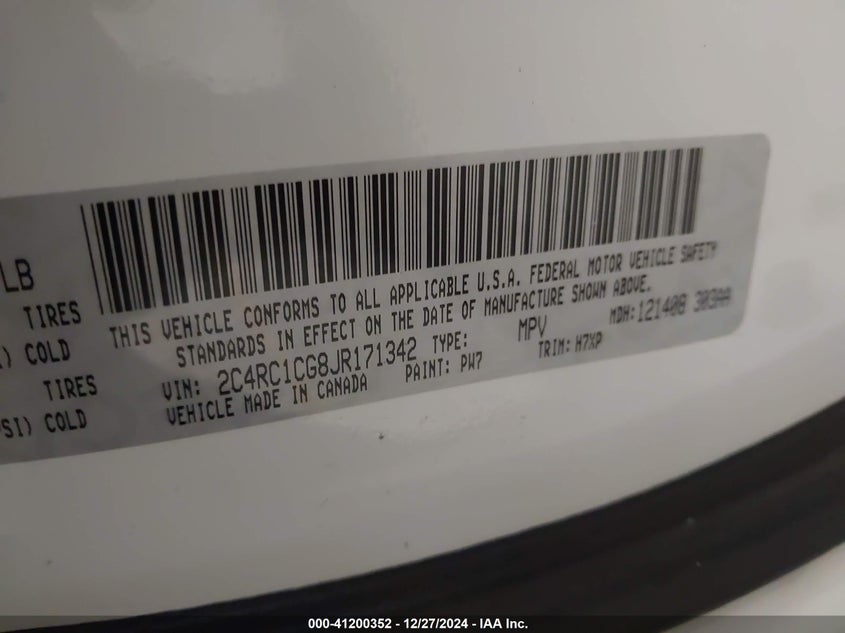 LB
TIRES
) COLD
TIRES
SI) COLD
THIS VEHICLE CONFORMS TO ALL APPLICABLE U.S.A. FEDERAL MOTOR VEHICLE SAFETY
STANDARDS IN EFFECT ON THE DATE OF MANUFACTURE SHOWN ABOVE.
VIN: 2C4RC1CG8JR171342 TYPE: MPV MDH: 121408 303AA
VEHICLE MADE IN CANADA PAINT: PW7 TRIM: H7XP
000-41200352 - 12/27/2024 - IAA Inc.